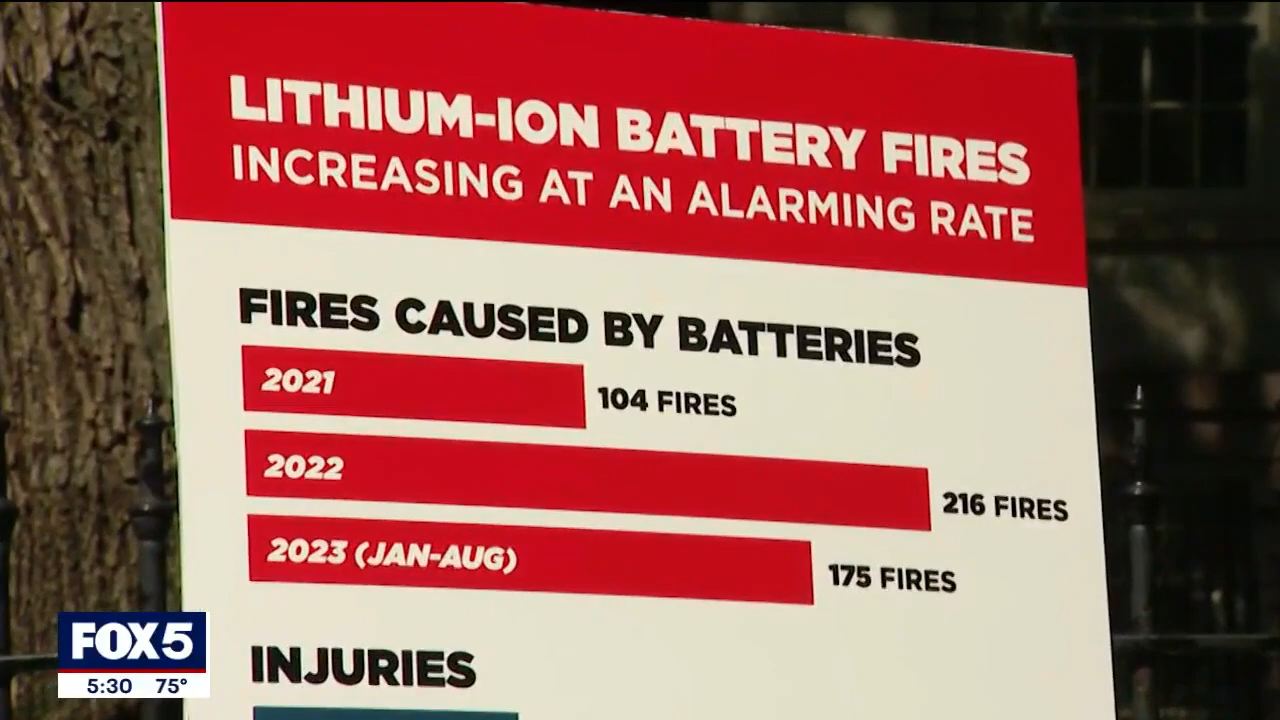 LITHIUM-ION BATTERY FIRES
INCREASING AT AN ALARMING RATE
FIRES CAUSED BY BATTERIES
2021
104 FIRES
2022
216 FIRES
2023 (JAN-AUG)
175 FIRES
INJURIES
FOX5
5:30 75°